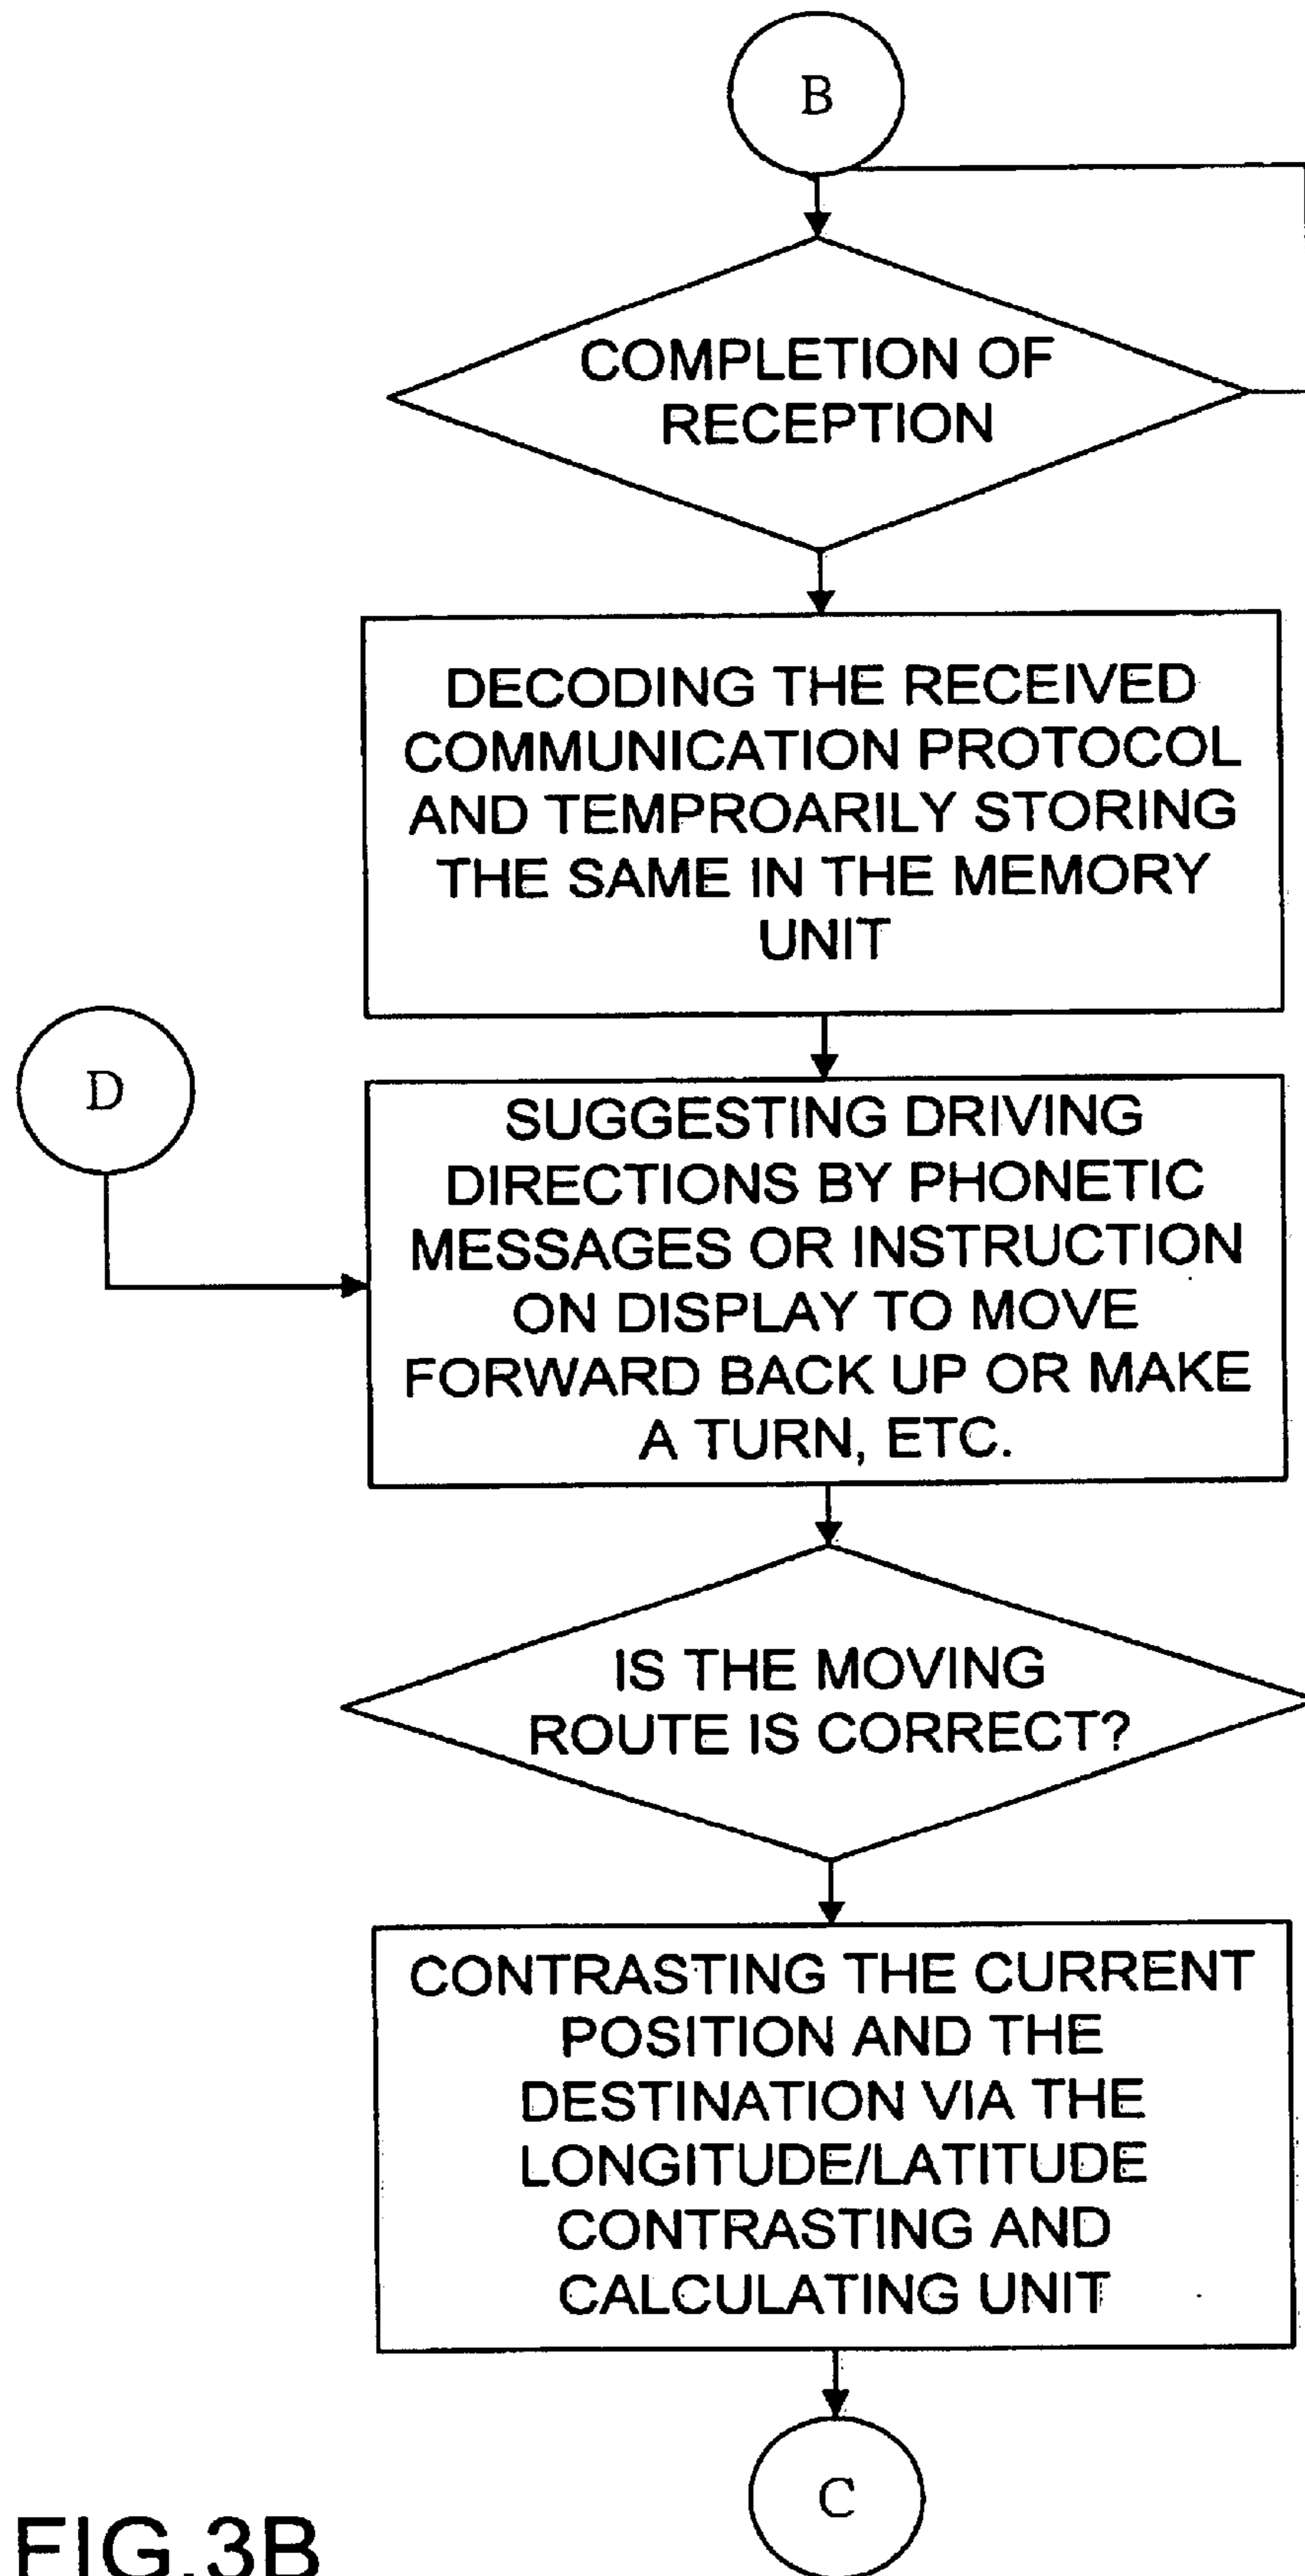 B
COMPLETION OF
RECEPTION
DECODING THE RECEIVED
COMMUNICATION PROTOCOL
AND TEMPROARILY STORING
THE SAME IN THE MEMORY
UNIT
D
SUGGESTING DRIVING
DIRECTIONS BY PHONETIC
MESSAGES OR INSTRUCTION
ON DISPLAY TO MOVE
FORWARD BACK UP OR MAKE
A TURN, ETC.
IS THE MOVING
ROUTE IS CORRECT?
CONTRASTING THE CURRENT
POSITION AND THE
DESTINATION VIA THE
LONGITUDE/LATITUDE
CONTRASTING AND
CALCULATING UNIT
C
FIG.3B